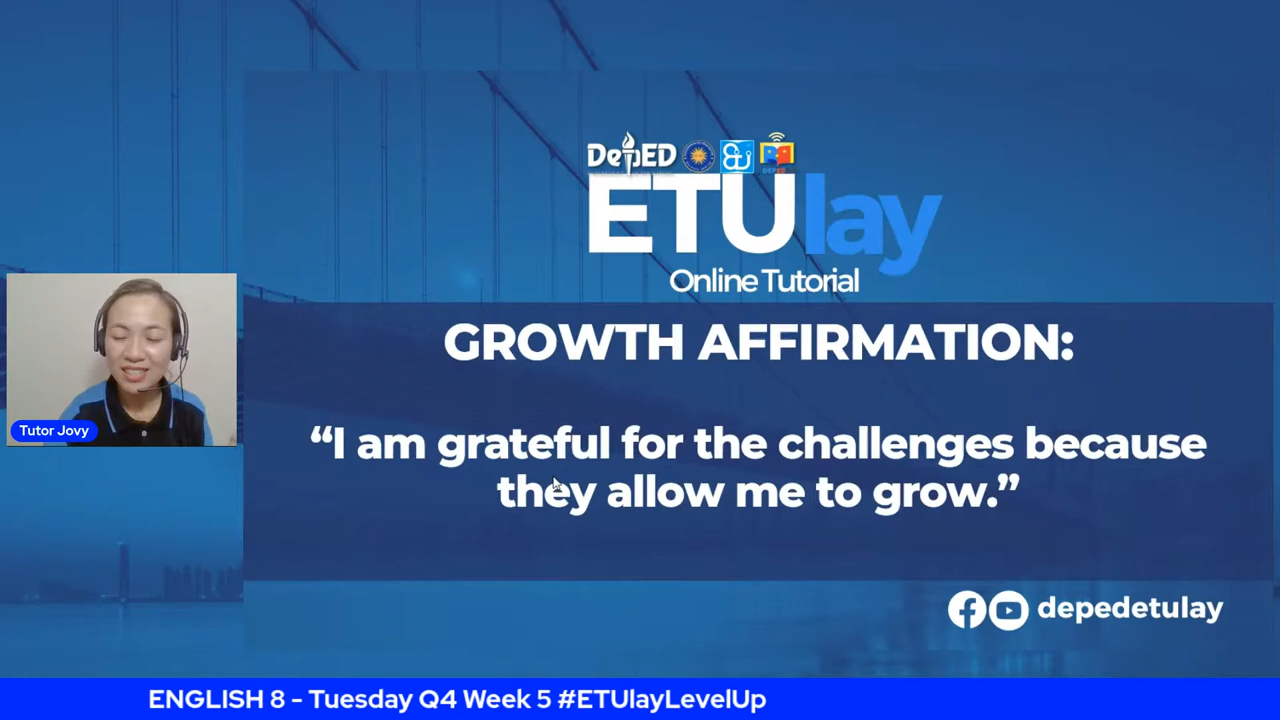 DepED
ETUlay
Online Tutorial
GROWTH AFFIRMATION:
“I am grateful for the challenges because
they allow me to grow.”
Tutor Jovy
depedetulay
ENGLISH 8 - Tuesday Q4 Week 5 #ETUlayLevelUp